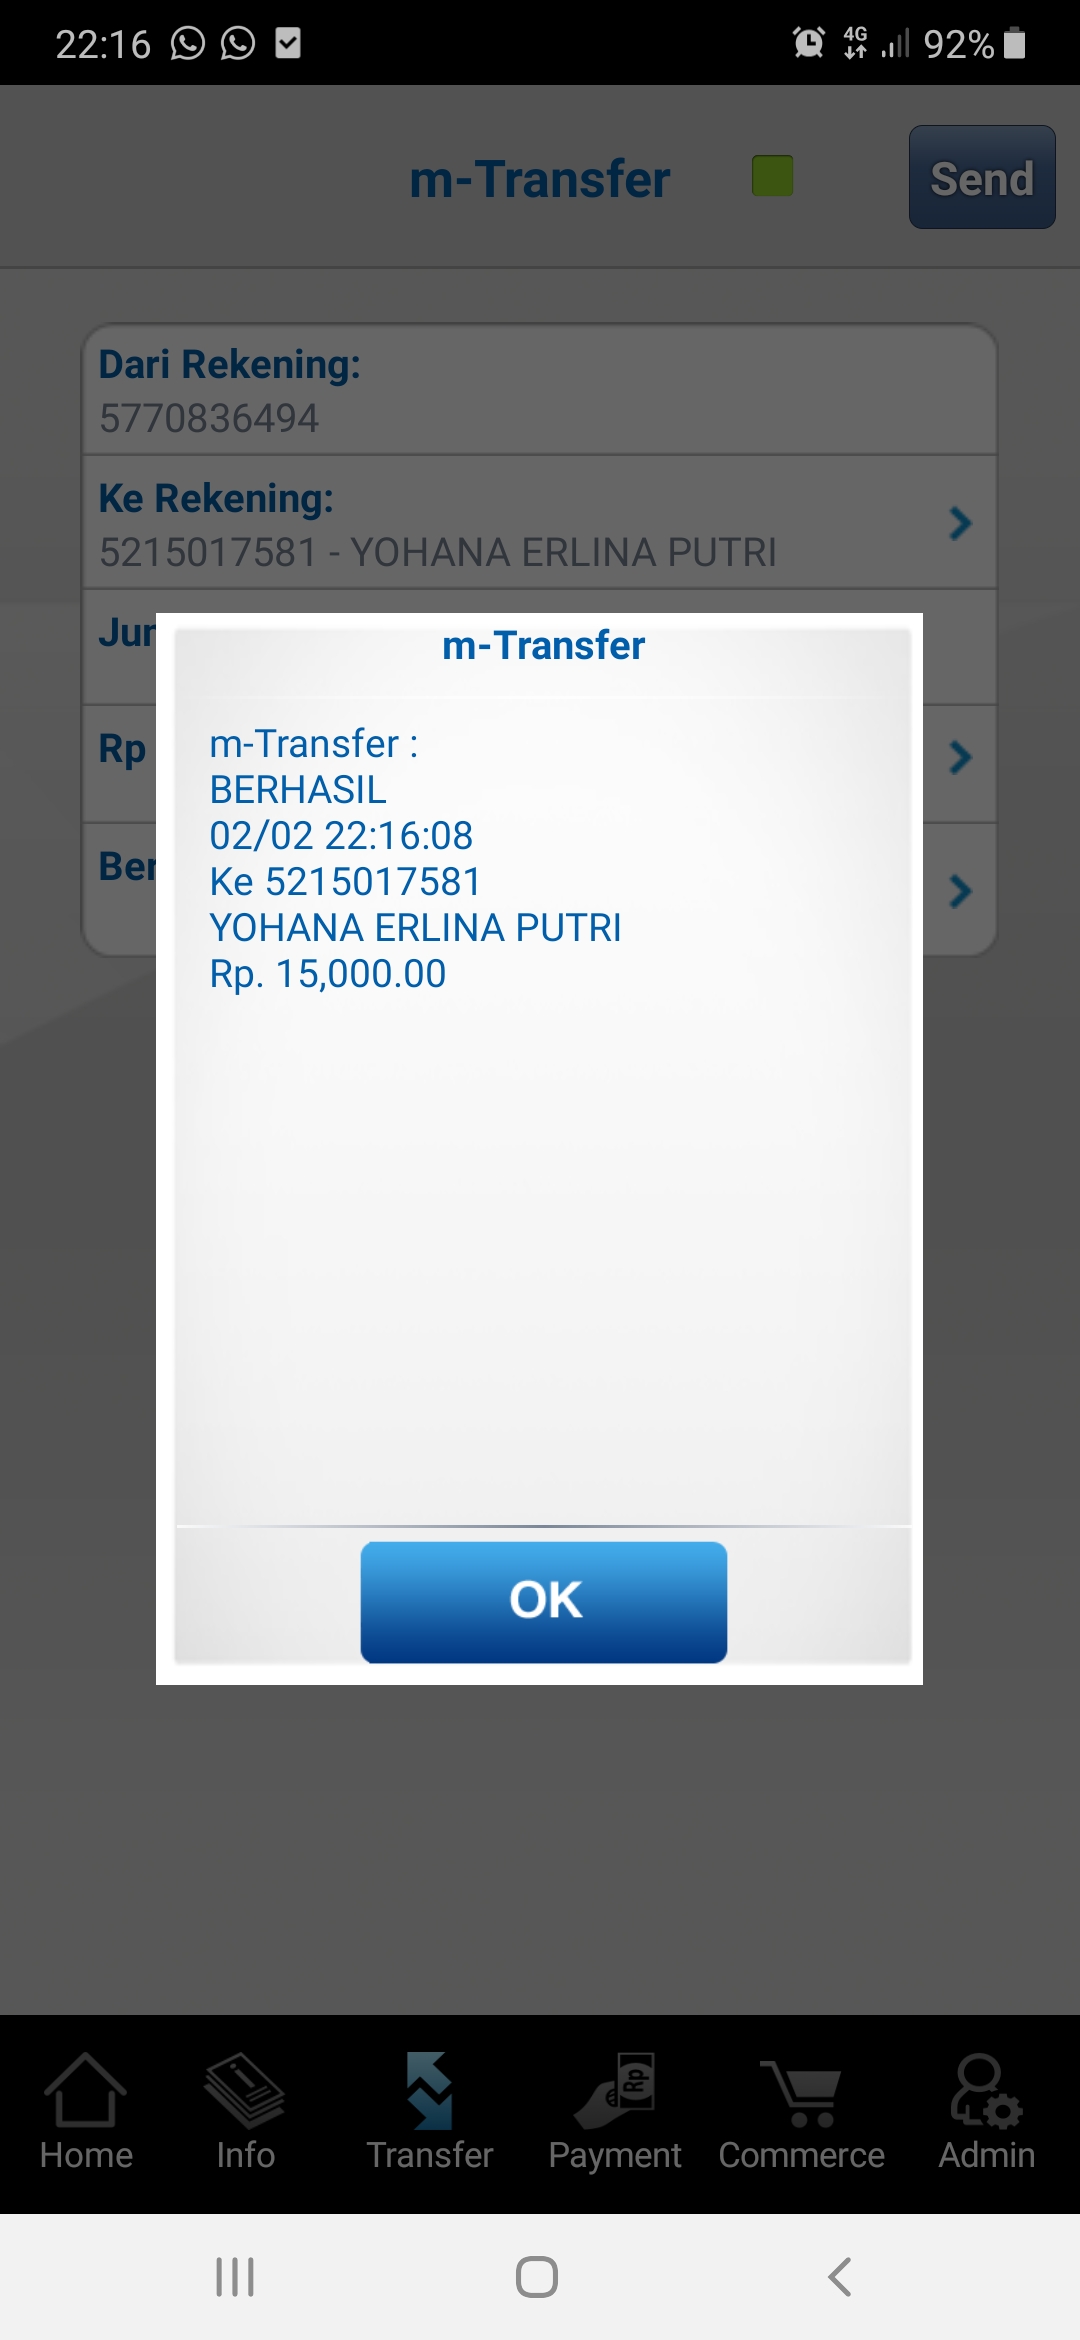 22:16
4G
92%
m-Transfer
Send
Dari Rekening:
5770836494
Ke Rekening:
5215017581 - YOHANA ERLINA PUTRI
Rp
m-Transfer
m-Transfer :
BERHASIL
02/02 22:16:08
Ke 5215017581
YOHANA ERLINA PUTRI
Rp. 15,000.00
OK
Rp
Home
Info
Transfer
Payment
Commerce
Admin